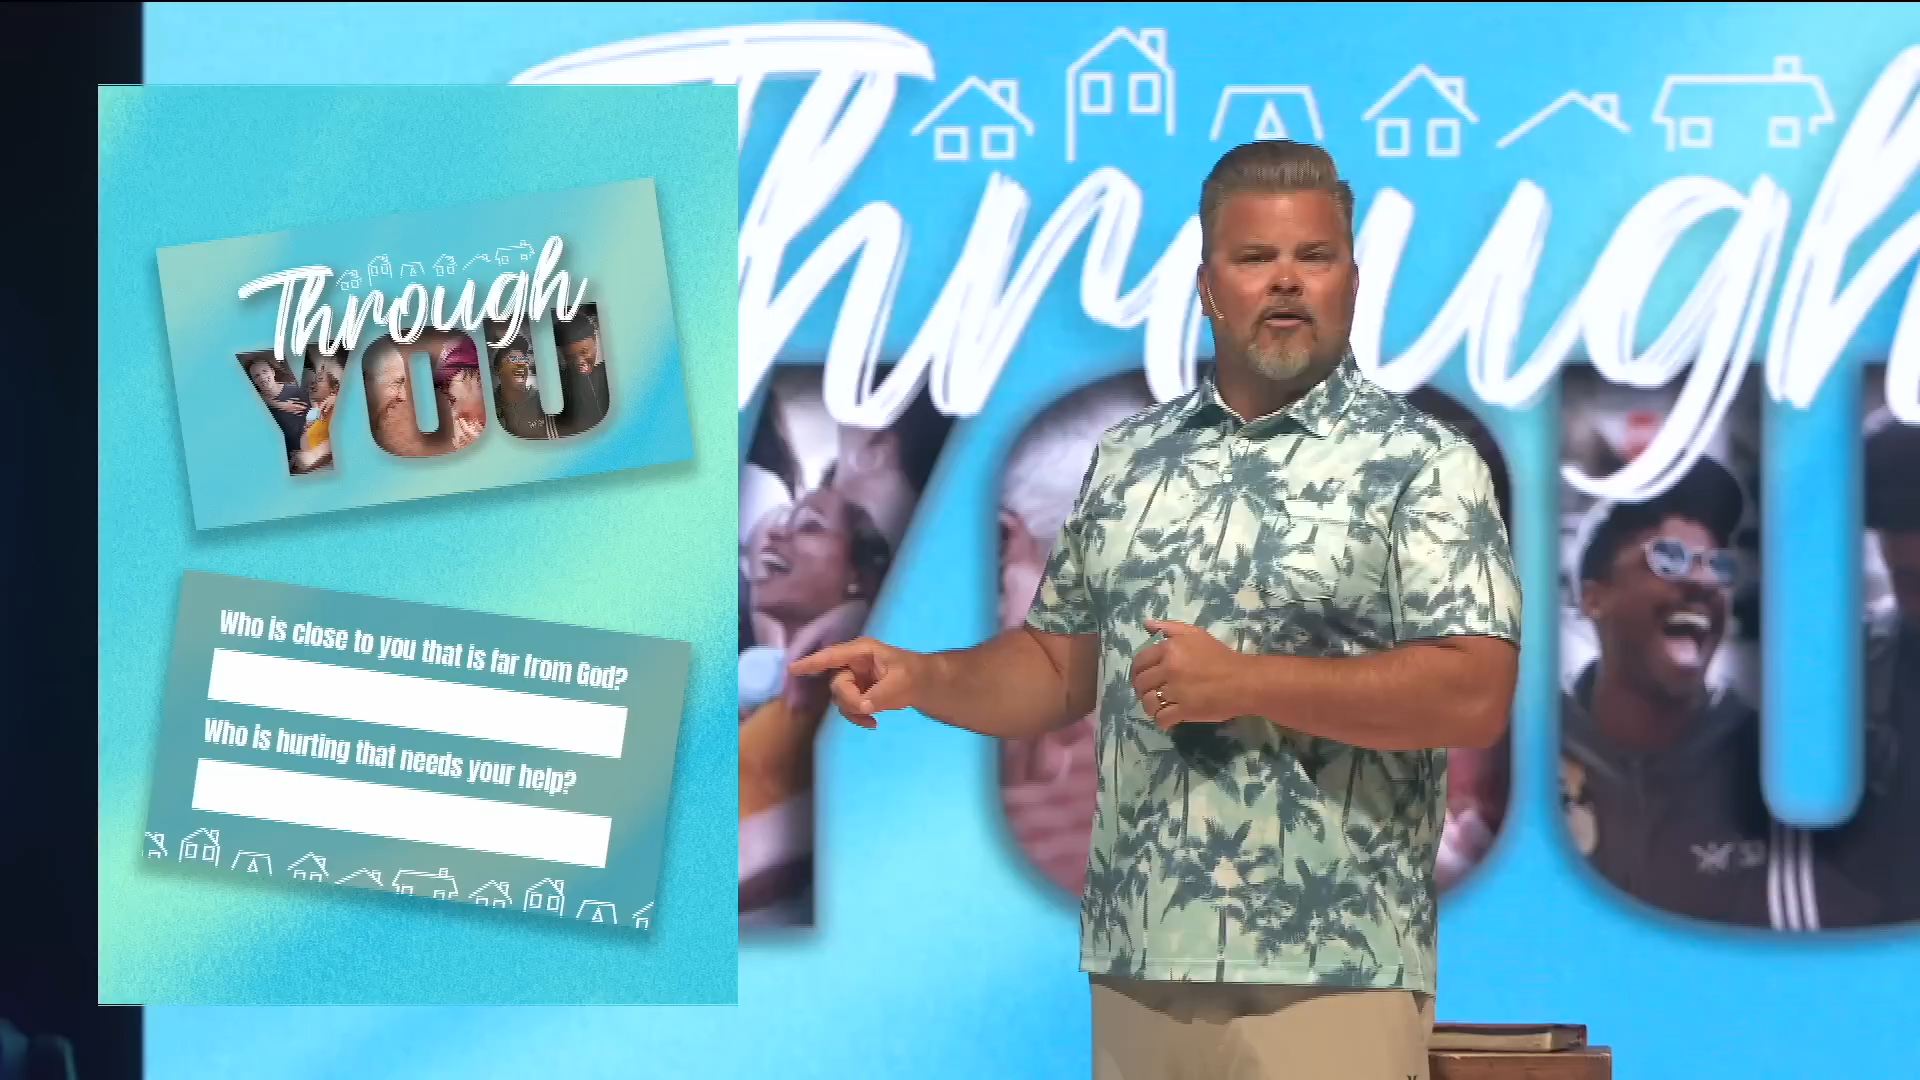 Through
YOU
Who is close to you that is far from God?
Who is hurting that needs your help?
Through
YOU